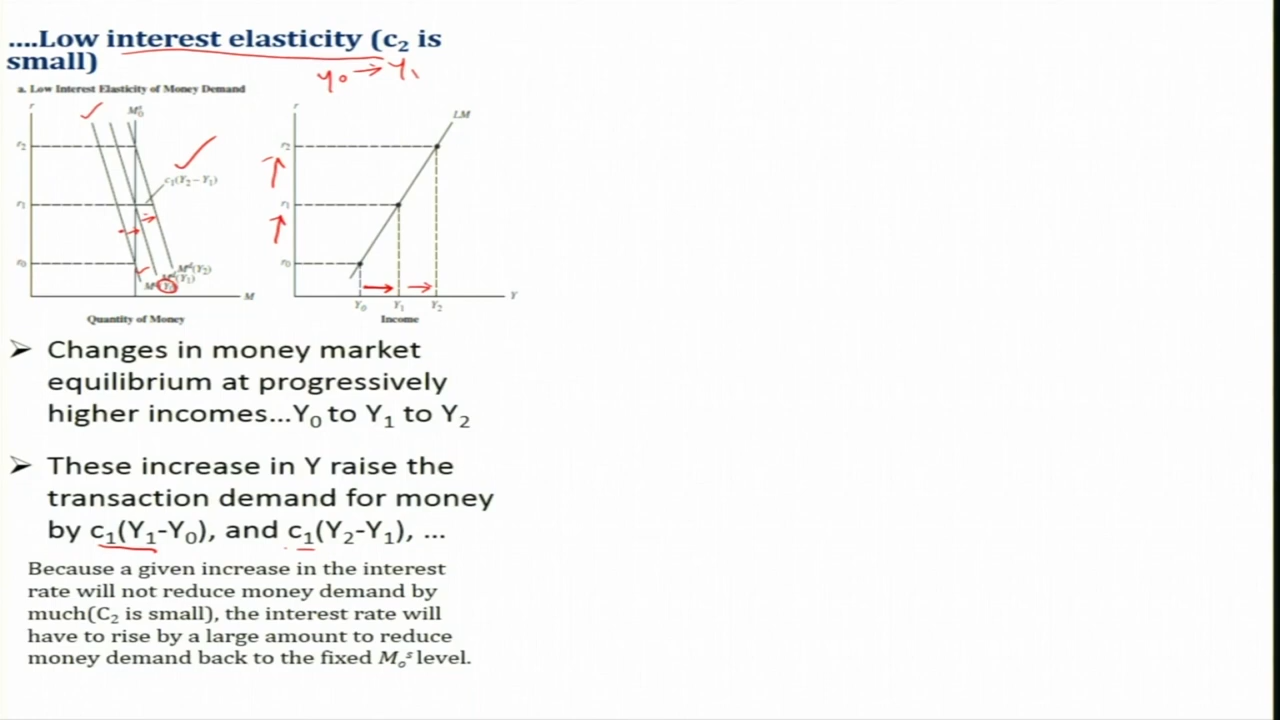 ....Low interest elasticity (c₂ is
small)
Y₀ → Y₁
a. Low Interest Elasticity of Money Demand
r
M₀ˢ
r₂
c₁(Y₂ − Y₁)
r₁
r₀
Mᵈ(Y₂)
Mᵈ(Y₁)
M
Quantity of Money
r
LM
r₂
r₁
r₀
Y₀ Y₁ Y₂
Y
Income
➢ Changes in money market
equilibrium at progressively
higher incomes...Y₀ to Y₁ to Y₂
➢ These increase in Y raise the
transaction demand for money
by c₁(Y₁-Y₀), and c₁(Y₂-Y₁), ...
Because a given increase in the interest
rate will not reduce money demand by
much(C₂ is small), the interest rate will
have to rise by a large amount to reduce
money demand back to the fixed Mₒˢ level.